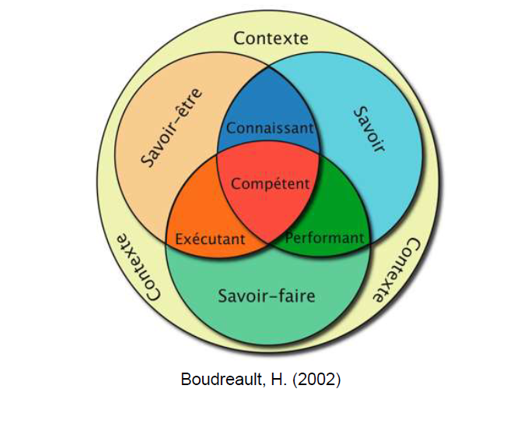 Contexte
Savoir-être
Savoir
Connaissant
Compétent
Exécutant
Performant
Contexte
Contexte
Savoir-faire
Boudreault, H. (2002)